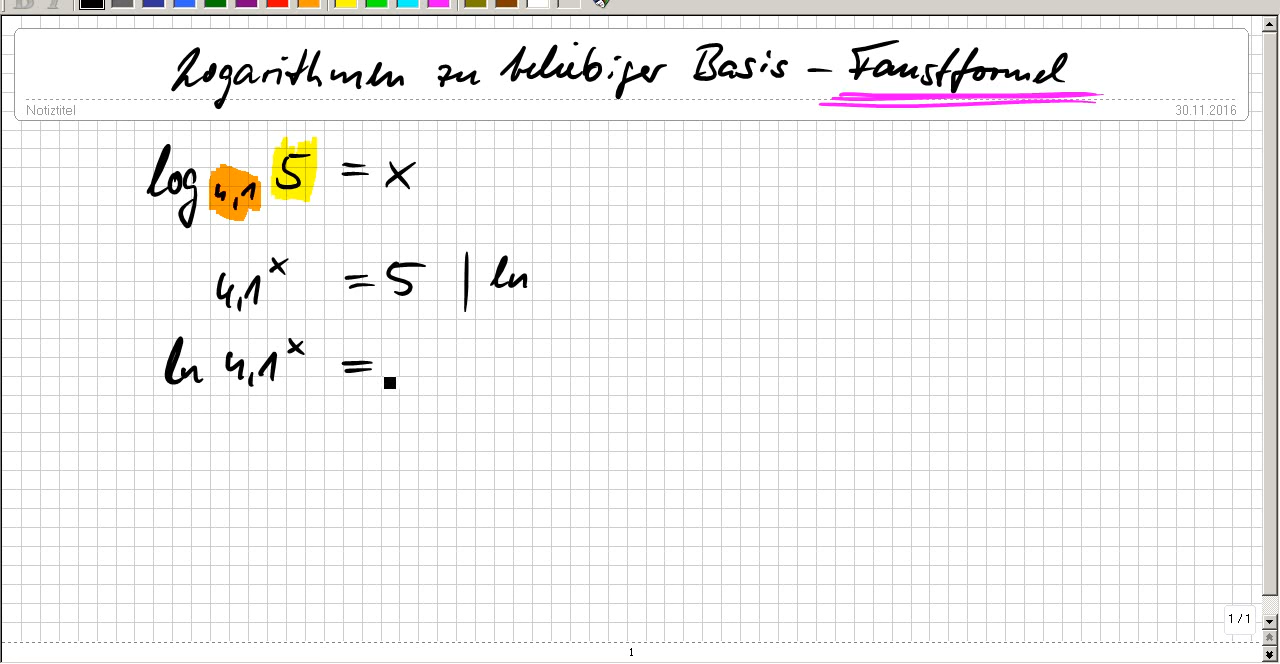 Logarithmen zu beliebiger Basis – Faustformel
Notiztitel
30.11.2016
log 4,1 5 = x
4,1^x = 5 | ln
ln 4,1^x =
1 / 1
1